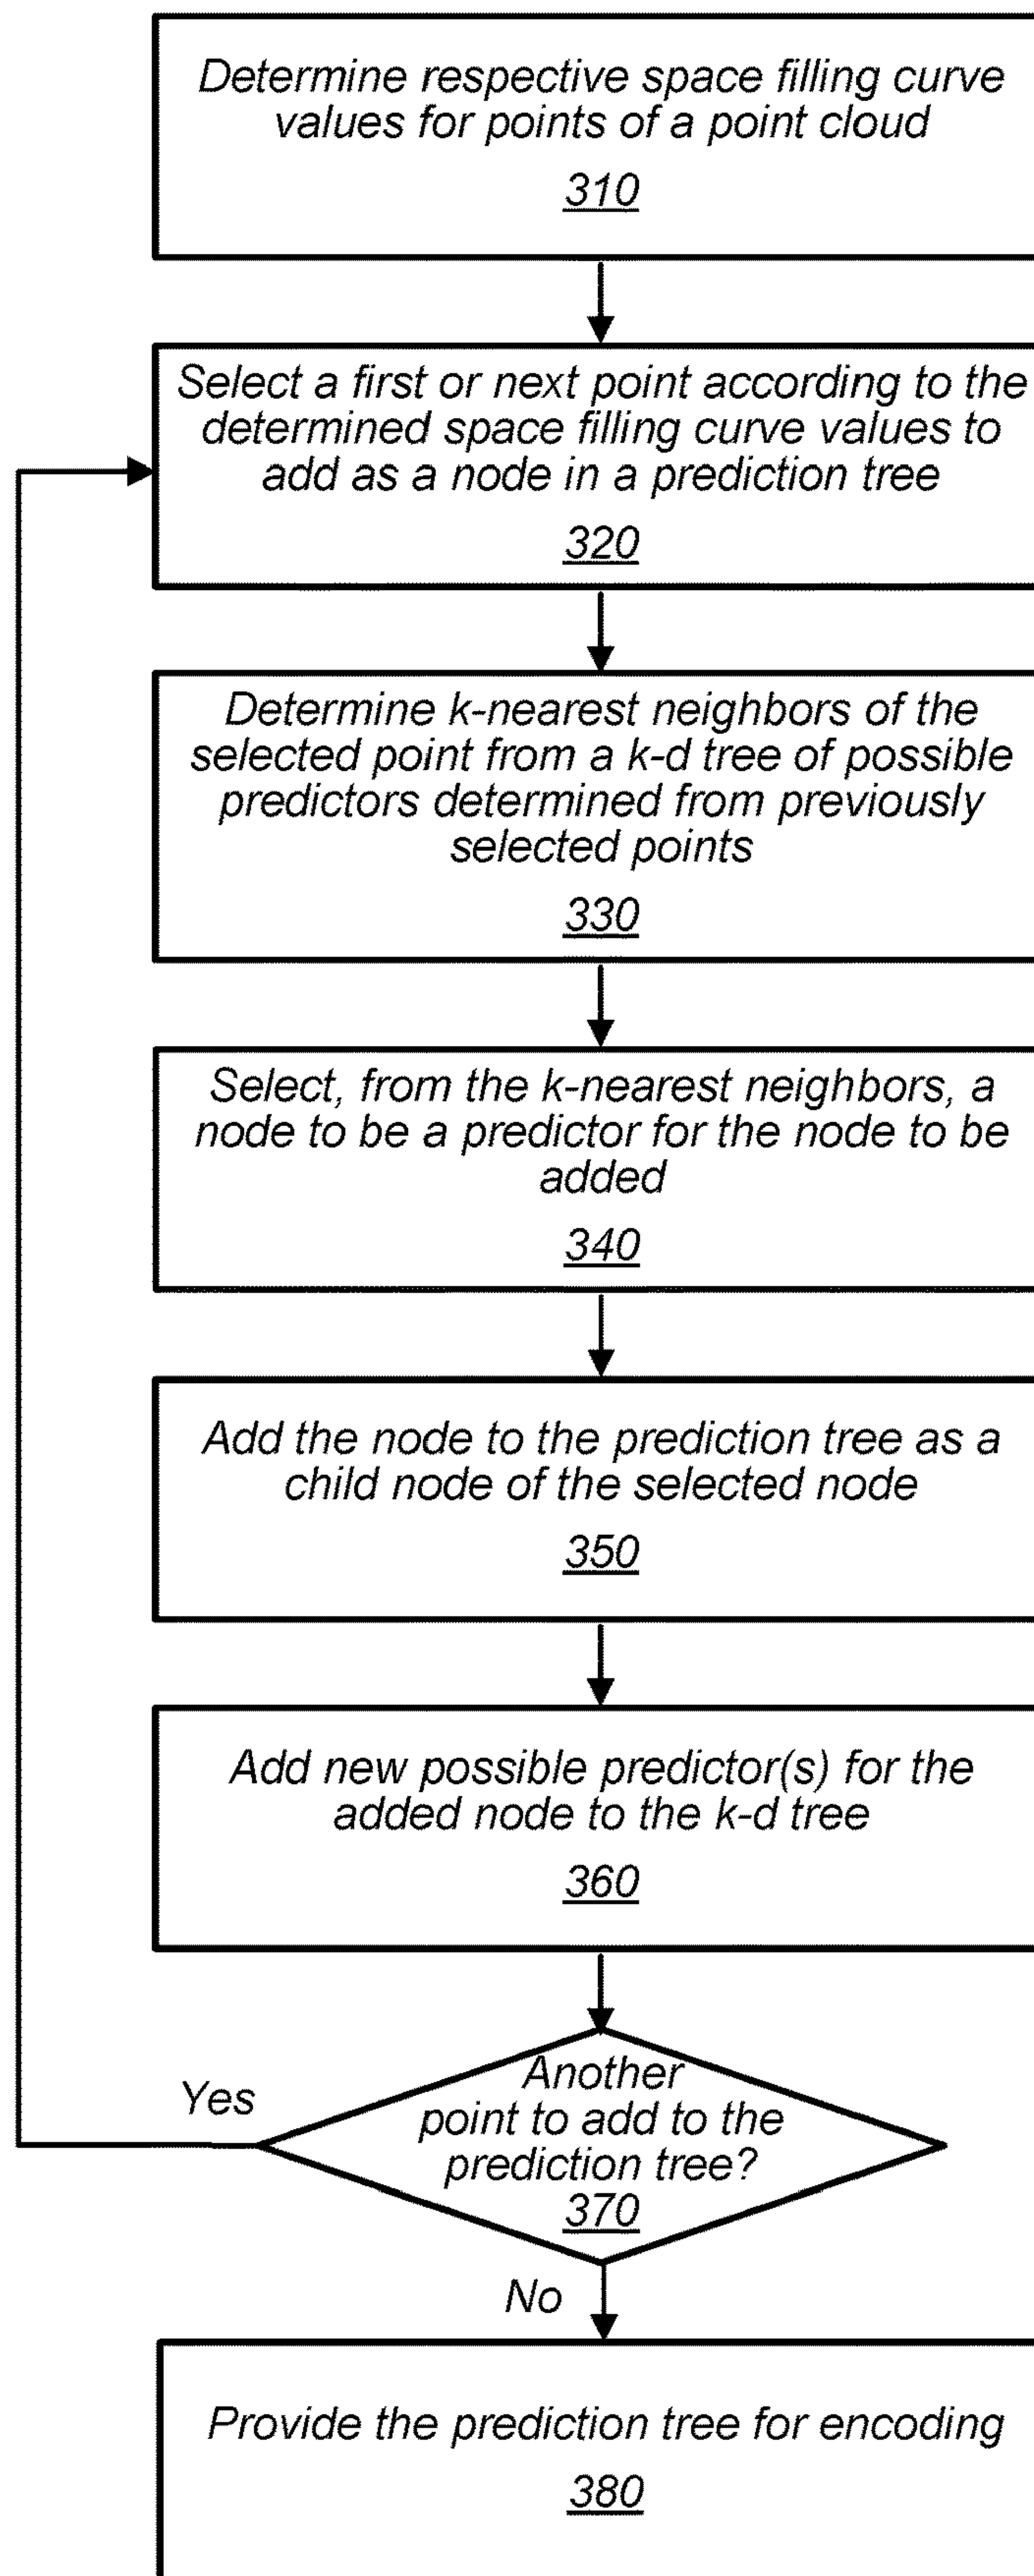 Determine respective space filling curve
values for points of a point cloud
310
Select a first or next point according to the
determined space filling curve values to
add as a node in a prediction tree
320
Determine k-nearest neighbors of the
selected point from a k-d tree of possible
predictors determined from previously
selected points
330
Select, from the k-nearest neighbors, a
node to be a predictor for the node to be
added
340
Add the node to the prediction tree as a
child node of the selected node
350
Add new possible predictor(s) for the
added node to the k-d tree
360
Another
point to add to the
prediction tree?
370
Yes
No
Provide the prediction tree for encoding
380